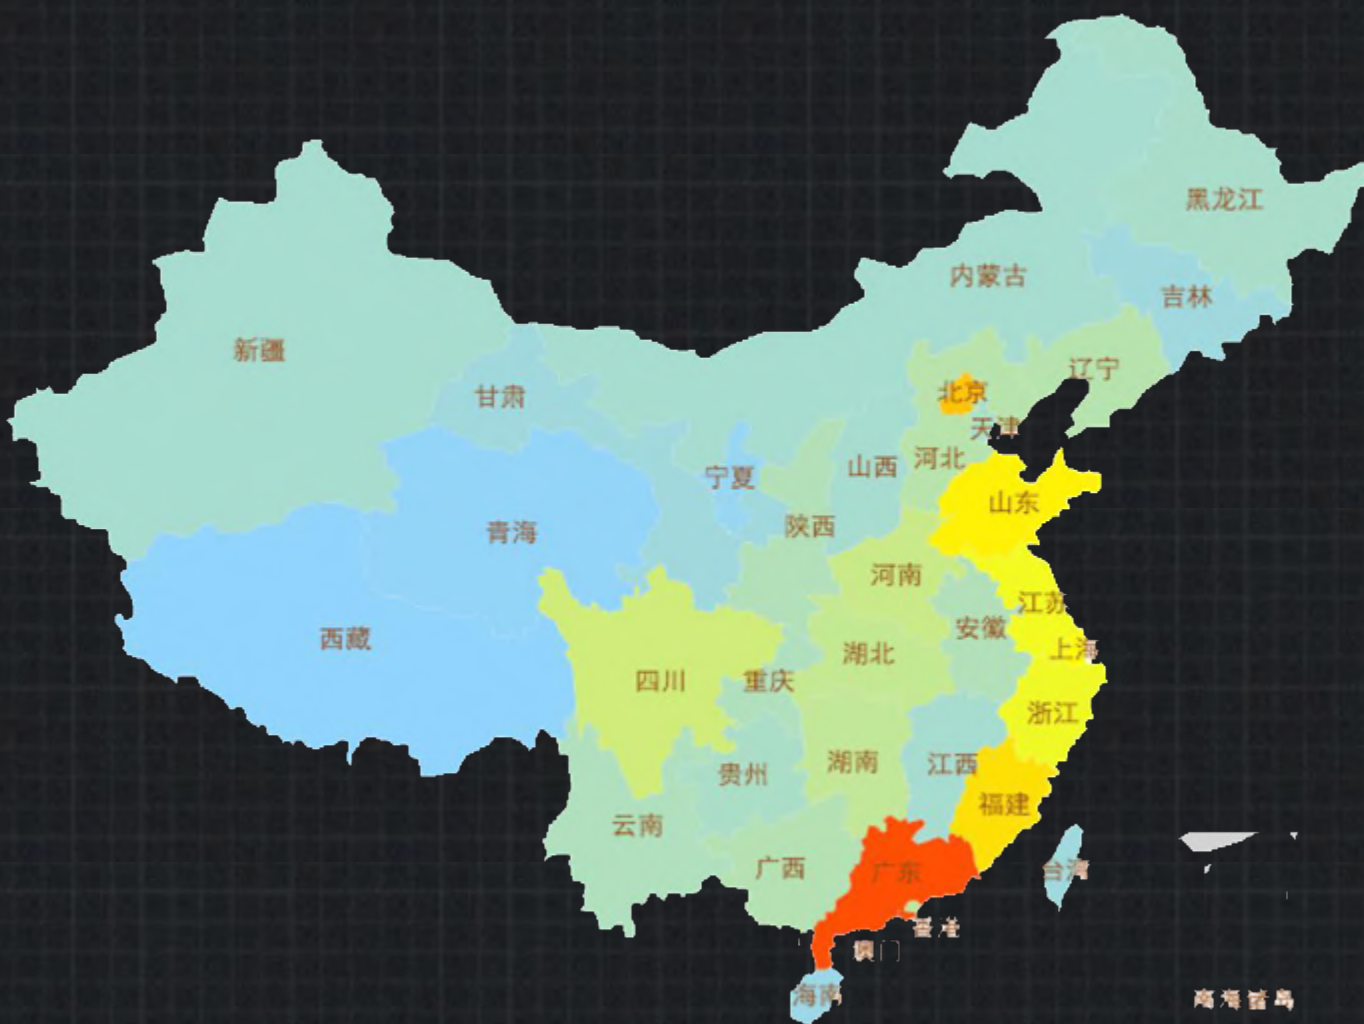 黑龙江
内蒙古
吉林
新疆
辽宁
甘肃
北京
天津
宁夏
山西
河北
山东
陕西
青海
河南
江苏
安徽
西藏
上海
湖北
四川
重庆
浙江
湖南
江西
贵州
福建
云南
广西
广东
台湾
香港
澳门
海南
南海诸岛